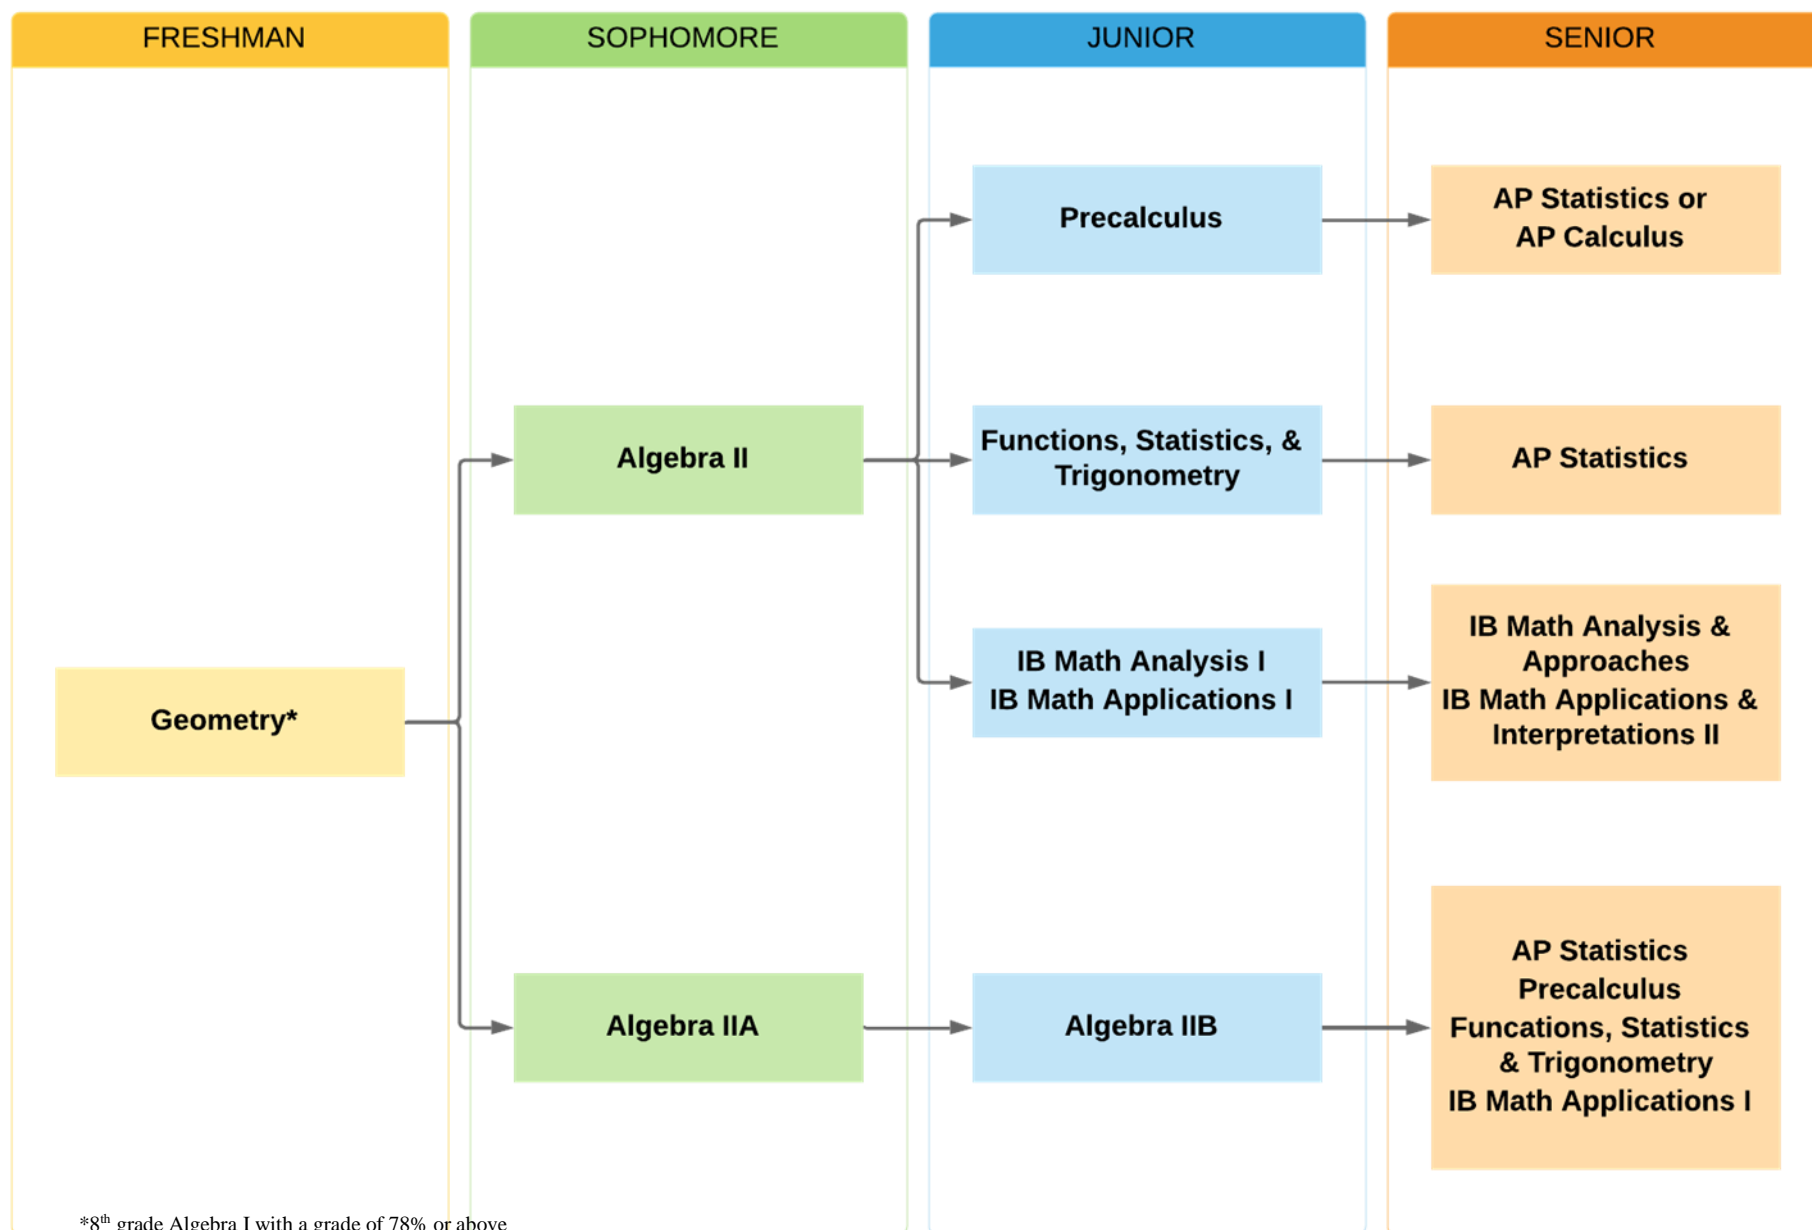 FRESHMAN
SOPHOMORE
JUNIOR
SENIOR
Geometry*
Algebra II
Algebra IIA
Precalculus
Functions, Statistics, &
Trigonometry
IB Math Analysis I
IB Math Applications I
Algebra IIB
AP Statistics or
AP Calculus
AP Statistics
IB Math Analysis &
Approaches
IB Math Applications &
Interpretations II
AP Statistics
Precalculus
Funcations, Statistics
& Trigonometry
IB Math Applications I
*8th grade Algebra I with a grade of 78% or above